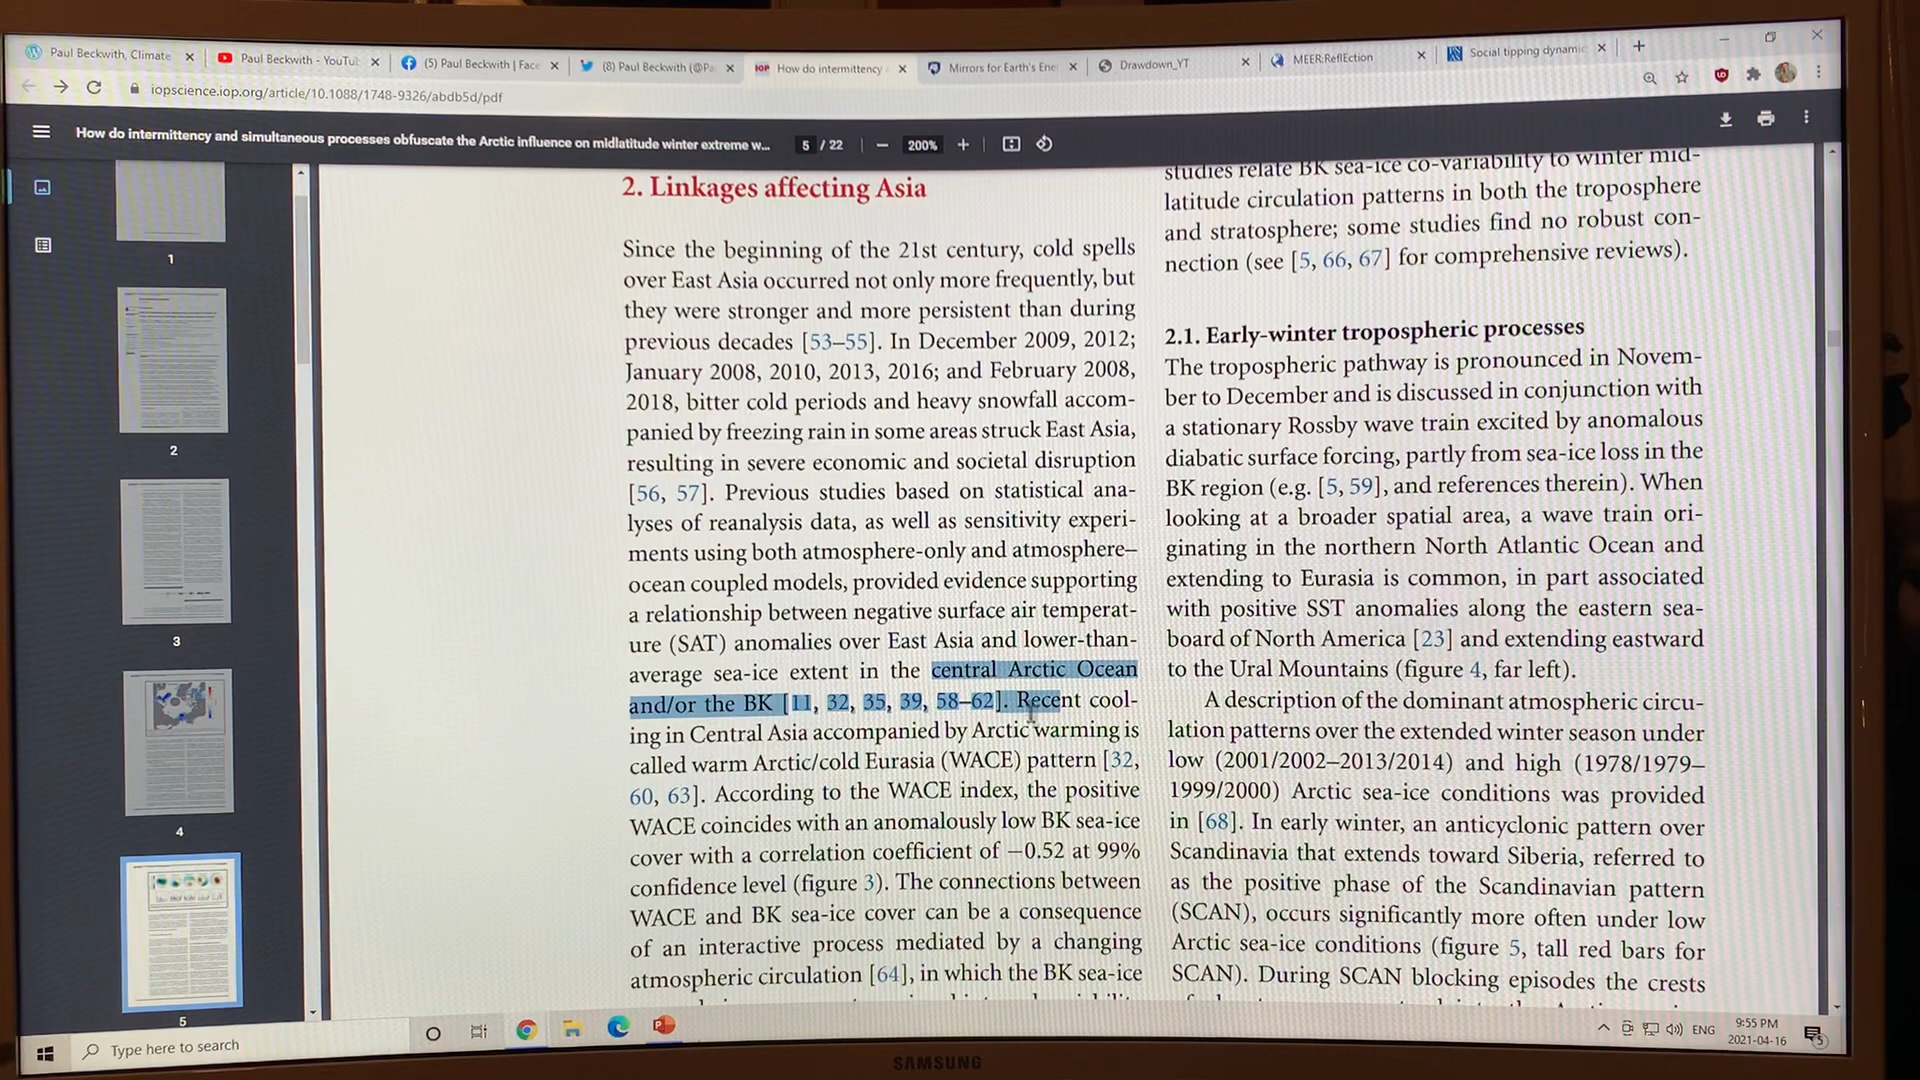 Paul Beckwith, Climate
Paul Beckwith - YouTub
(5) Paul Beckwith | Face
(8) Paul Beckwith (@Pa
IOP How do intermittency
Mirrors for Earth's Ene
Drawdown_YT
MEER:ReflEction
Social tipping dynamic
iopscience.iop.org/article/10.1088/1748-9326/abdb5d/pdf
How do intermittency and simultaneous processes obfuscate the Arctic influence on midlatitude winter extreme w...
5 / 22
200%
1
2
3
4
5
2. Linkages affecting Asia
Since the beginning of the 21st century, cold spells
over East Asia occurred not only more frequently, but
they were stronger and more persistent than during
previous decades [53–55]. In December 2009, 2012;
January 2008, 2010, 2013, 2016; and February 2008,
2018, bitter cold periods and heavy snowfall accom-
panied by freezing rain in some areas struck East Asia,
resulting in severe economic and societal disruption
[56, 57]. Previous studies based on statistical ana-
lyses of reanalysis data, as well as sensitivity experi-
ments using both atmosphere-only and atmosphere–
ocean coupled models, provided evidence supporting
a relationship between negative surface air temperat-
ure (SAT) anomalies over East Asia and lower-than-
average sea-ice extent in the central Arctic Ocean
and/or the BK [11, 32, 35, 39, 58–62]. Recent cool-
ing in Central Asia accompanied by Arctic warming is
called warm Arctic/cold Eurasia (WACE) pattern [32,
60, 63]. According to the WACE index, the positive
WACE coincides with an anomalously low BK sea-ice
cover with a correlation coefficient of −0.52 at 99%
confidence level (figure 3). The connections between
WACE and BK sea-ice cover can be a consequence
of an interactive process mediated by a changing
atmospheric circulation [64], in which the BK sea-ice
studies relate BK sea-ice co-variability to winter mid-
latitude circulation patterns in both the troposphere
and stratosphere; some studies find no robust con-
nection (see [5, 66, 67] for comprehensive reviews).
2.1. Early-winter tropospheric processes
The tropospheric pathway is pronounced in Novem-
ber to December and is discussed in conjunction with
a stationary Rossby wave train excited by anomalous
diabatic surface forcing, partly from sea-ice loss in the
BK region (e.g. [5, 59], and references therein). When
looking at a broader spatial area, a wave train ori-
ginating in the northern North Atlantic Ocean and
extending to Eurasia is common, in part associated
with positive SST anomalies along the eastern sea-
board of North America [23] and extending eastward
to the Ural Mountains (figure 4, far left).
A description of the dominant atmospheric circu-
lation patterns over the extended winter season under
low (2001/2002–2013/2014) and high (1978/1979–
1999/2000) Arctic sea-ice conditions was provided
in [68]. In early winter, an anticyclonic pattern over
Scandinavia that extends toward Siberia, referred to
as the positive phase of the Scandinavian pattern
(SCAN), occurs significantly more often under low
Arctic sea-ice conditions (figure 5, tall red bars for
SCAN). During SCAN blocking episodes the crests
Type here to search
ENG
9:55 PM
2021-04-16
5
SAMSUNG